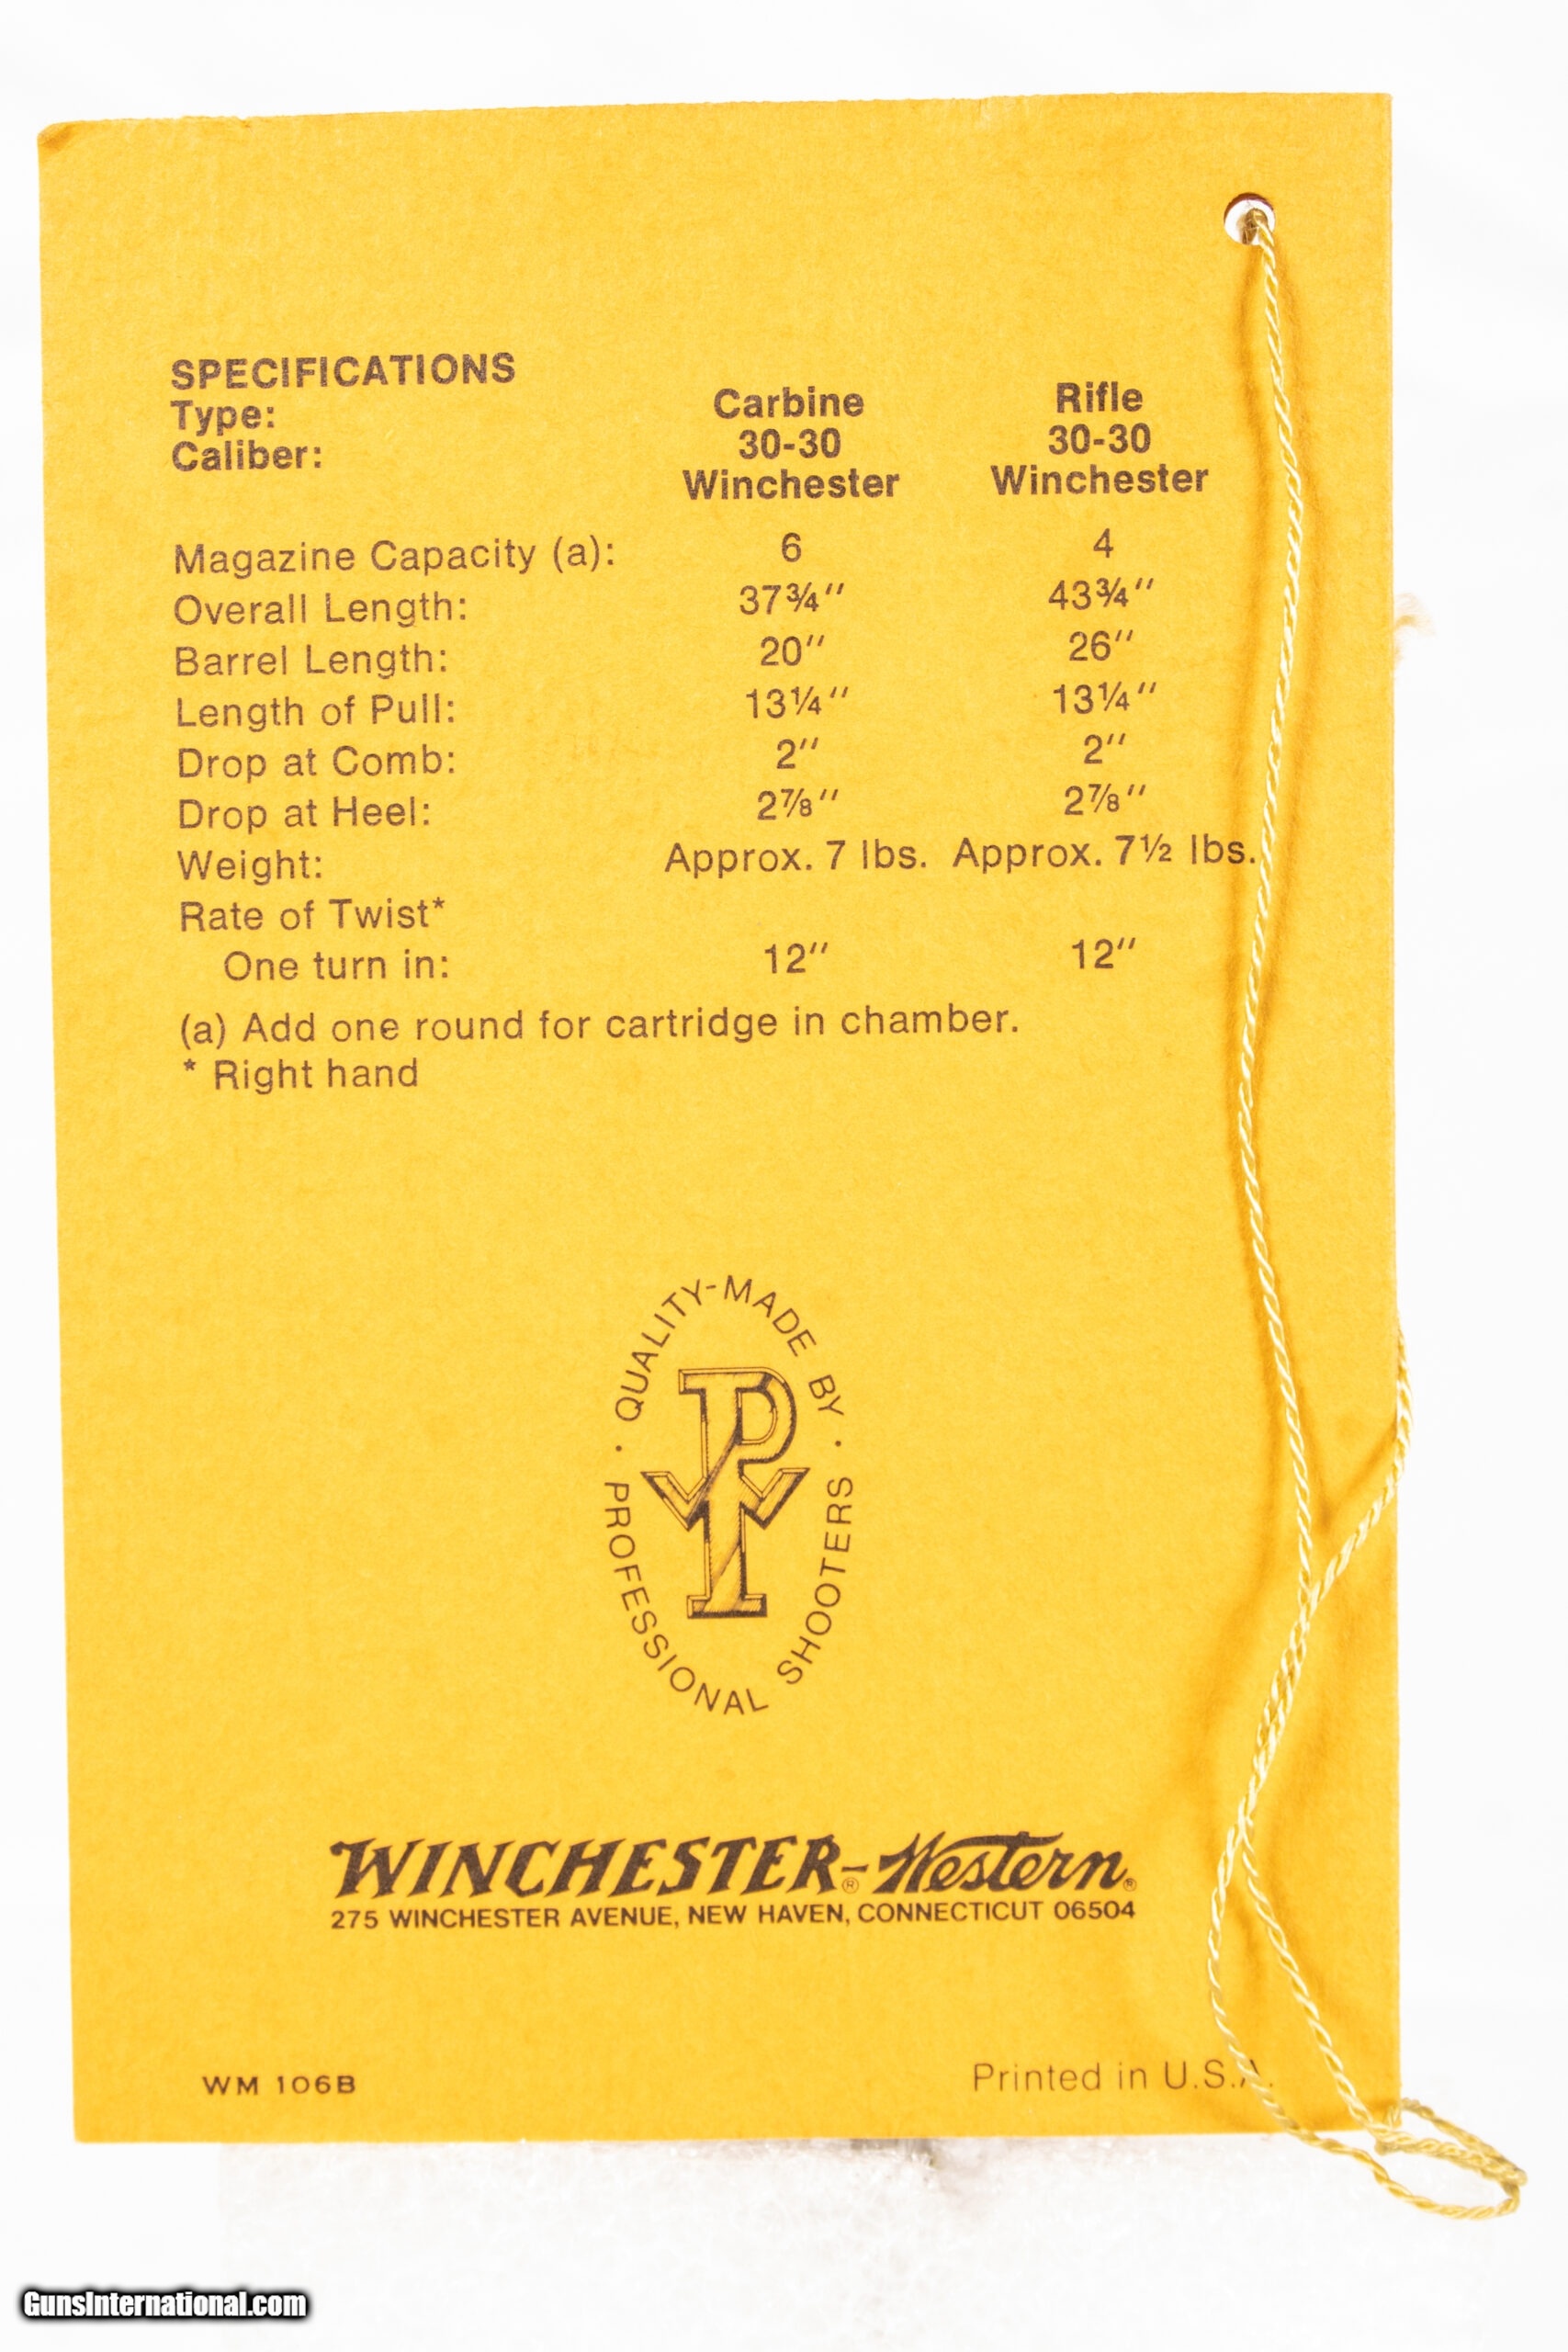 SPECIFICATIONS
Type: Carbine Rifle
Caliber: 30-30 30-30
Winchester Winchester
Magazine Capacity (a): 6 4
Overall Length: 37¾″ 43¾″
Barrel Length: 20″ 26″
Length of Pull: 13¼″ 13¼″
Drop at Comb: 2″ 2″
Drop at Heel: 2⅞″ 2⅞″
Weight: Approx. 7 lbs. Approx. 7½ lbs.
Rate of Twist*
One turn in: 12″ 12″
(a) Add one round for cartridge in chamber.
* Right hand
· QUALITY-MADE BY ·
PROFESSIONAL SHOOTERS
WINCHESTER®-Western®
275 WINCHESTER AVENUE, NEW HAVEN, CONNECTICUT 06504
WM 106B Printed in U.S.A.
GunsInternational.com